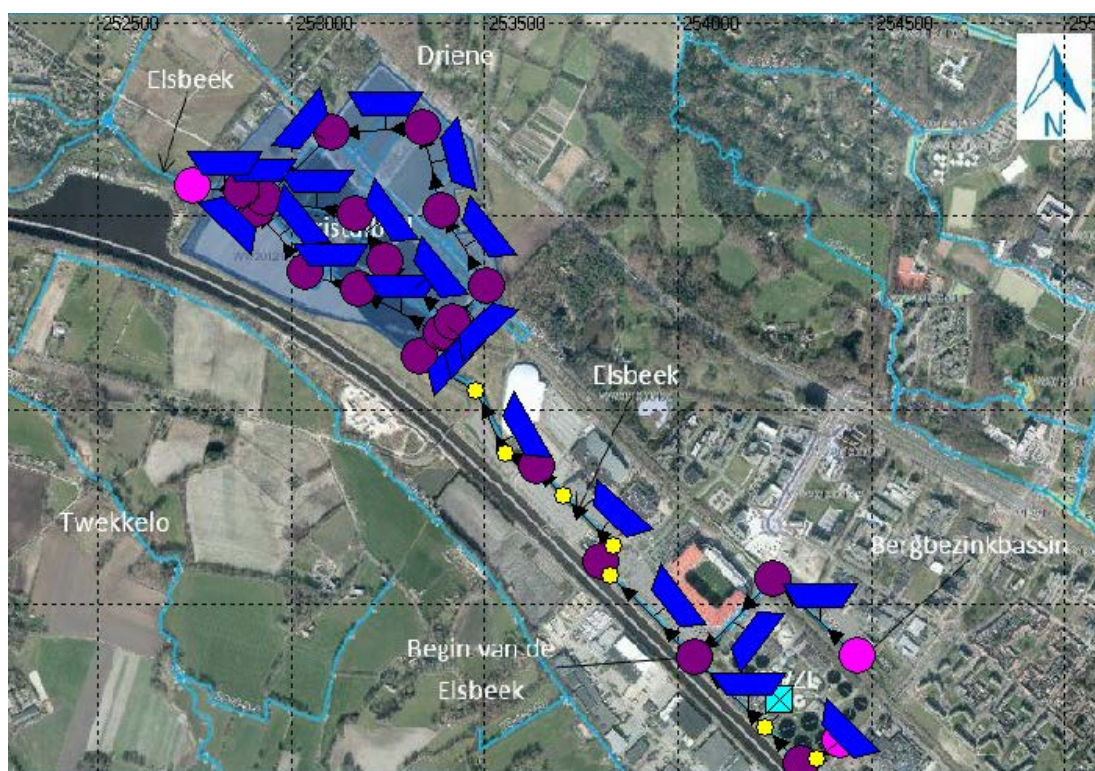 252500
253000
253500
254000
254500
Driene
Elsbeek
N
Elsbeek
Twekkelo
Bergbezinkbassin
Begin van de
Elsbeek